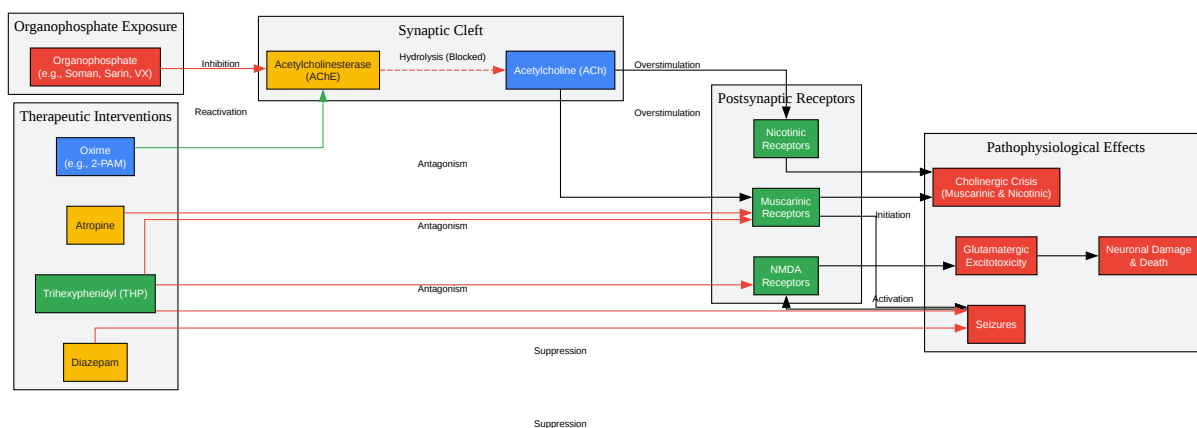 Organophosphate Exposure
Organophosphate
(e.g., Soman, Sarin, VX)
Inhibition
Synaptic Cleft
Acetylcholinesterase
(AChE)
Hydrolysis (Blocked)
Acetylcholine (ACh)
Overstimulation
Overstimulation
Therapeutic Interventions
Reactivation
Oxime
(e.g., 2-PAM)
Atropine
Trihexyphenidyl (THP)
Diazepam
Antagonism
Antagonism
Antagonism
Suppression
Suppression
Postsynaptic Receptors
Nicotinic
Receptors
Muscarinic
Receptors
NMDA
Receptors
Initiation
Activation
Pathophysiological Effects
Cholinergic Crisis
(Muscarinic & Nicotinic)
Glutamatergic
Excitotoxicity
Neuronal Damage
& Death
Seizures